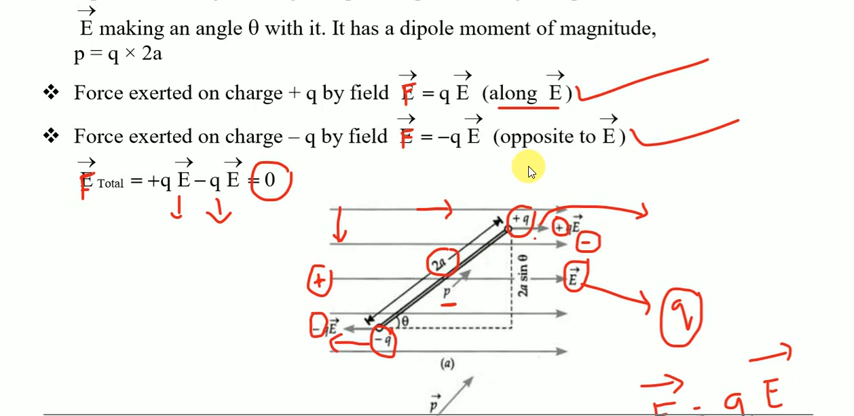 →
E making an angle θ with it. It has a dipole moment of magnitude,
p = q × 2a
❖ Force exerted on charge + q by field F = q E (along E)
❖ Force exerted on charge – q by field F = –q E (opposite to E)
F Total = +q E – q E = 0
+q
+qE
–
2a
+
p
2a sin θ
E
q
–qE
θ
–q
(a)
p
F = q E